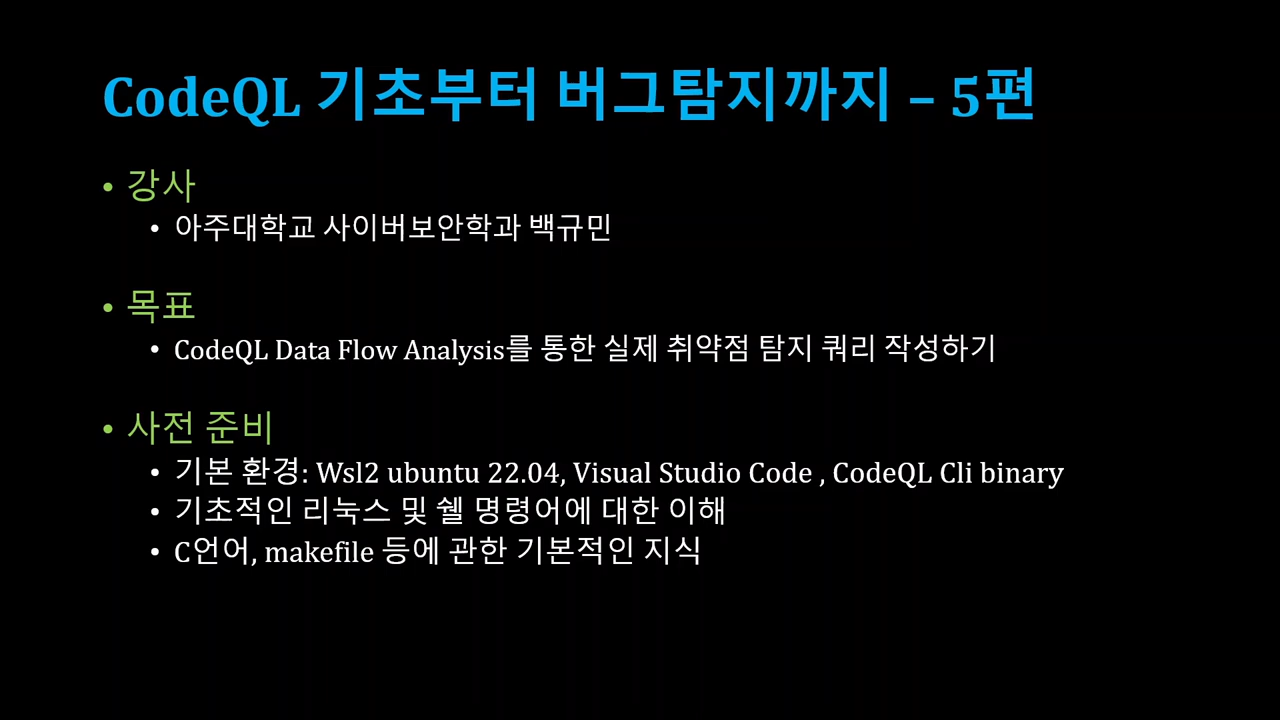 CodeQL 기초부터 버그탐지까지 – 5편
• 강사
• 아주대학교 사이버보안학과 백규민
• 목표
• CodeQL Data Flow Analysis를 통한 실제 취약점 탐지 쿼리 작성하기
• 사전 준비
• 기본 환경: Wsl2 ubuntu 22.04, Visual Studio Code , CodeQL Cli binary
• 기초적인 리눅스 및 쉘 명령어에 대한 이해
• C언어, makefile 등에 관한 기본적인 지식